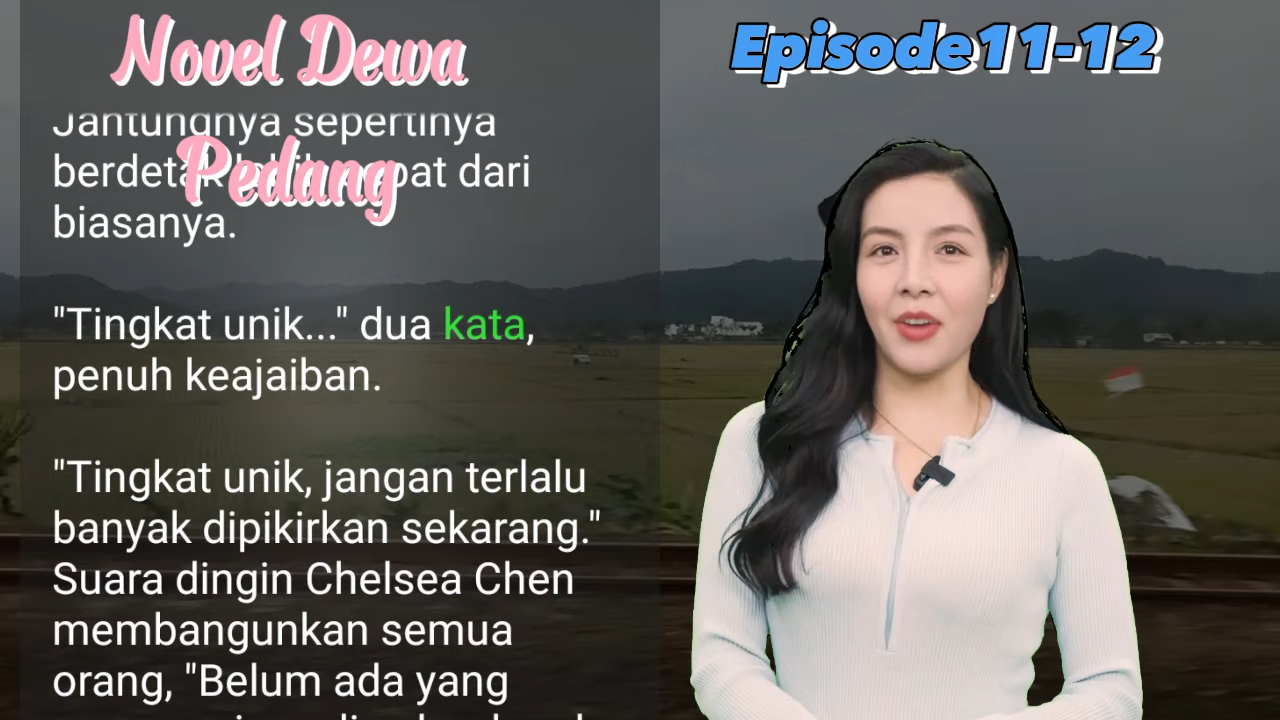 Novel Dewa
Pedang
Episode11-12
Jantungnya sepertinya
dari
biasanya.
"Tingkat unik..." dua kata,
penuh keajaiban.
"Tingkat unik, jangan terlalu
banyak dipikirkan sekarang."
Suara dingin Chelsea Chen
membangunkan semua
orang, "Belum ada yang